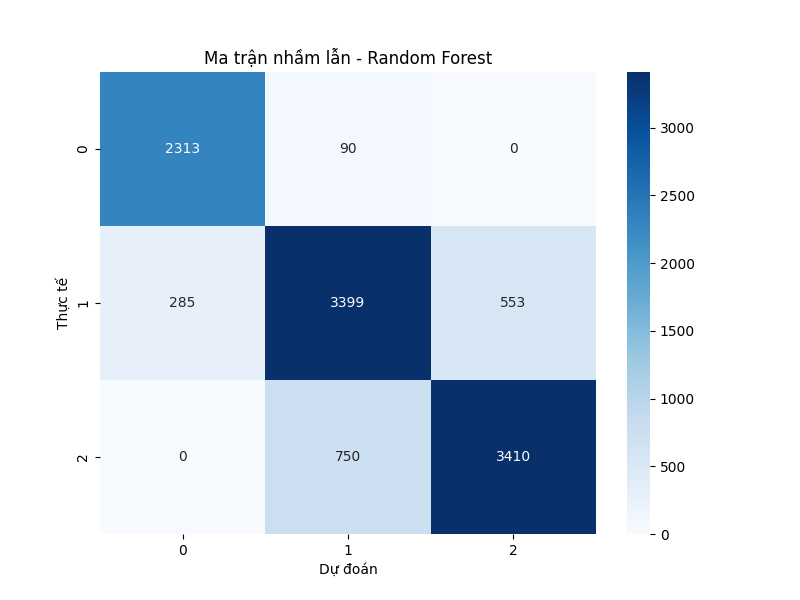 Ma trận nhầm lẫn - Random Forest
Thực tế
0
1
2
2313 90 0
285 3399 553
0 750 3410
0 1 2
Dự đoán
3000
2500
2000
1500
1000
500
0